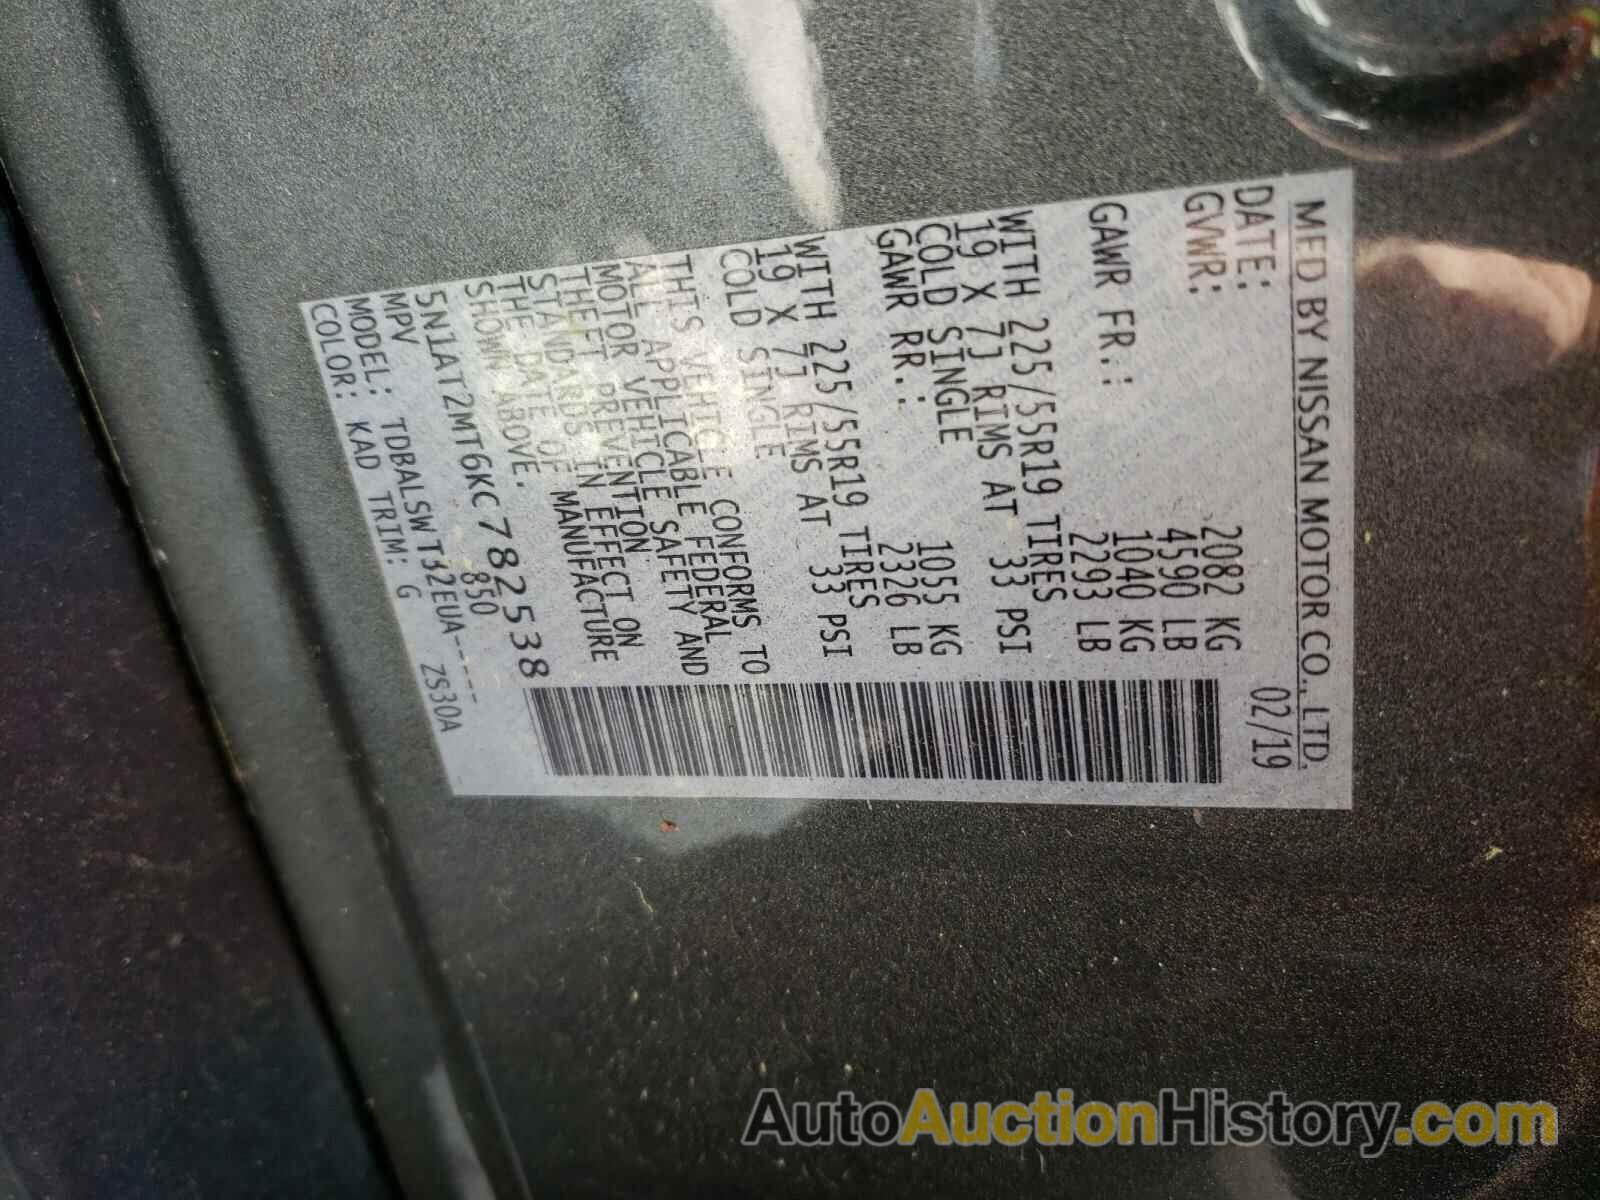 MFD BY NISSAN MOTOR CO., LTD.
DATE: 02/19
GVWR: 2082 KG
4590 LB
GAWR FR.: 1040 KG
2293 LB
WITH 225/55R19 TIRES
19 X 7J RIMS AT 33 PSI
COLD SINGLE
GAWR RR.: 1055 KG
2326 LB
WITH 225/55R19 TIRES
19 X 7J RIMS AT 33 PSI
COLD SINGLE
THIS VEHICLE CONFORMS TO
ALL APPLICABLE FEDERAL
MOTOR VEHICLE SAFETY AND
THEFT PREVENTION
STANDARDS IN EFFECT ON
THE DATE OF MANUFACTURE
SHOWN ABOVE.
5N1AT2MT6KC782538
MPV 850
MODEL: TDBALSWT32EUA-----
COLOR: KAD TRIM: G ZS30A
AutoAuctionHistory.com